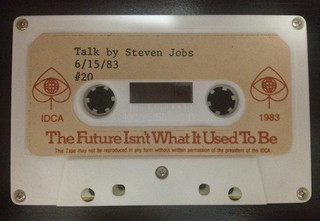 Talk by Steven Jobs
6/15/83
#20
IDCA
1983
The Future Isn't What It Used To Be
This Tape may not be reproduced in any form without written permission of the president of the IDCA.